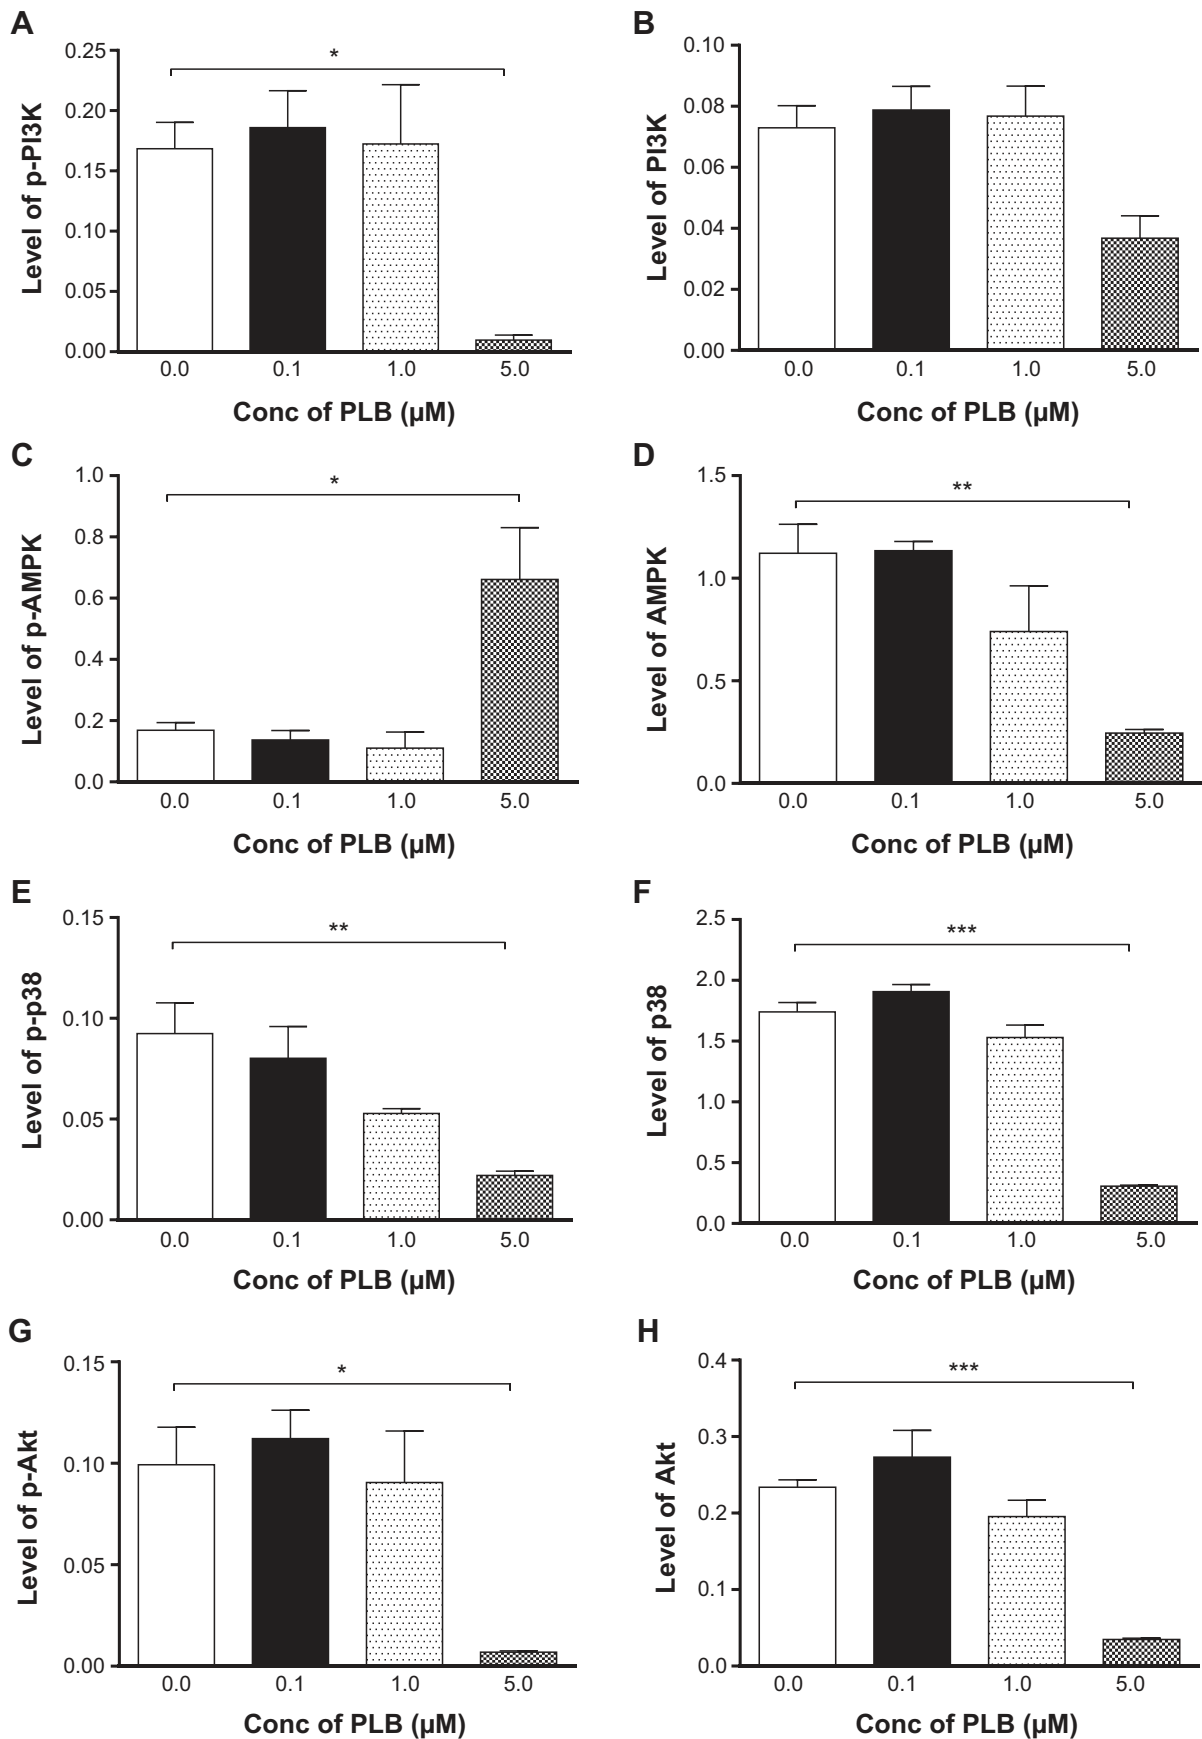 A
0.25
0.20
0.15
0.10
0.05
0.00
Level of p-PI3K
*
0.0 0.1 1.0 5.0
Conc of PLB (µM)
B
0.10
0.08
0.06
0.04
0.02
0.00
Level of PI3K
0.0 0.1 1.0 5.0
Conc of PLB (µM)
C
1.0
0.8
0.6
0.4
0.2
0.0
Level of p-AMPK
*
0.0 0.1 1.0 5.0
Conc of PLB (µM)
D
1.5
1.0
0.5
0.0
Level of AMPK
**
0.0 0.1 1.0 5.0
Conc of PLB (µM)
E
0.15
0.10
0.05
0.00
Level of p-p38
**
0.0 0.1 1.0 5.0
Conc of PLB (µM)
F
2.5
2.0
1.5
1.0
0.5
0.0
Level of p38
***
0.0 0.1 1.0 5.0
Conc of PLB (µM)
G
0.15
0.10
0.05
0.00
Level of p-Akt
*
0.0 0.1 1.0 5.0
Conc of PLB (µM)
H
0.4
0.3
0.2
0.1
0.0
Level of Akt
***
0.0 0.1 1.0 5.0
Conc of PLB (µM)